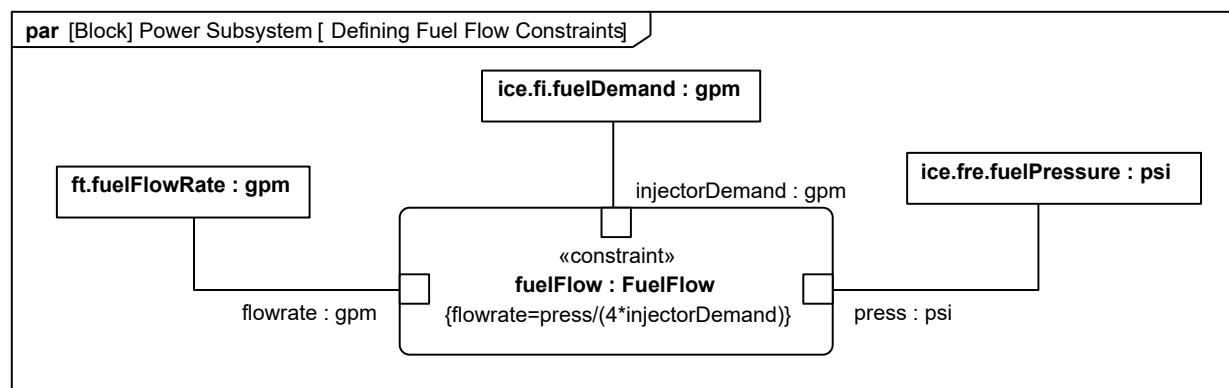 par [Block] Power Subsystem [ Defining Fuel Flow Constraints]
ice.fi.fuelDemand : gpm
ft.fuelFlowRate : gpm
ice.fre.fuelPressure : psi
injectorDemand : gpm
«constraint»
fuelFlow : FuelFlow
flowrate : gpm
{flowrate=press/(4*injectorDemand)}
press : psi